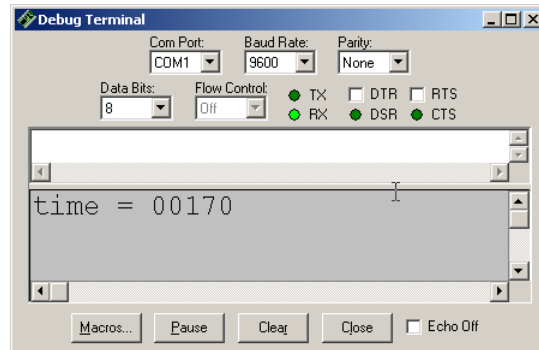 Debug Terminal
Com Port: Baud Rate: Parity:
COM1 9600 None
Data Bits: Flow Control: TX DTR RTS
8 Off RX DSR CTS
time = 00170
Macros... Pause Clear Close Echo Off